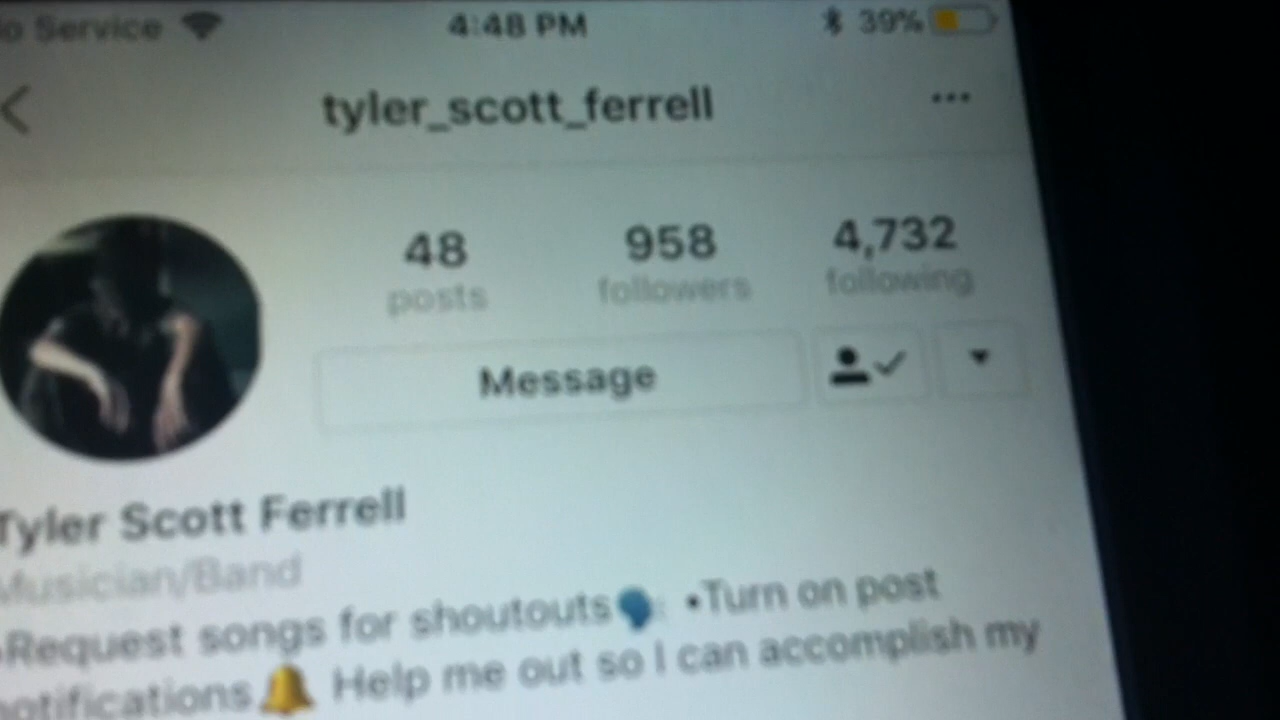 Service 4:48 PM 39%
tyler_scott_ferrell
48 958 4,732
posts followers following
Message
Tyler Scott Ferrell
Musician/Band
•Request songs for shoutouts🗣 •Turn on post
notifications🔔 Help me out so I can accomplish my